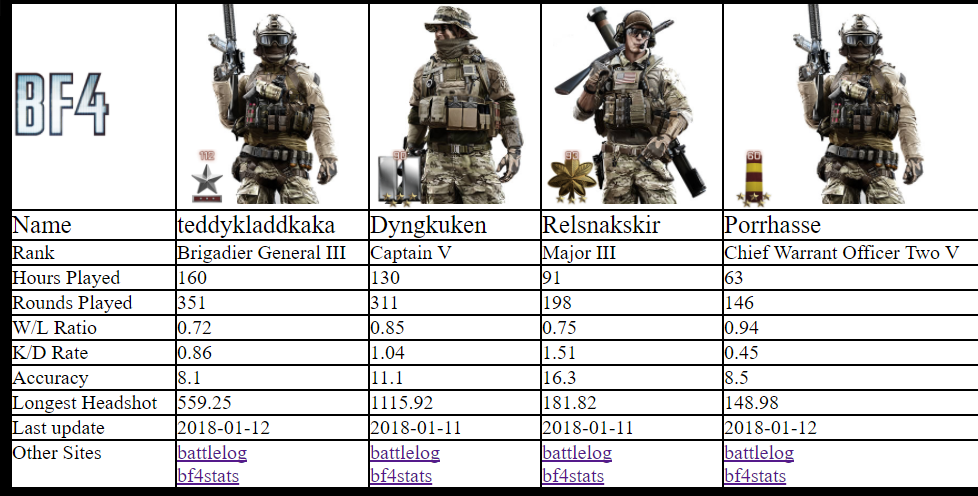 BF4
112
90
93
60
Name teddykladdkaka Dyngkuken Relsnakskir Porrhasse
Rank Brigadier General III Captain V Major III Chief Warrant Officer Two V
Hours Played 160 130 91 63
Rounds Played 351 311 198 146
W/L Ratio 0.72 0.85 0.75 0.94
K/D Rate 0.86 1.04 1.51 0.45
Accuracy 8.1 11.1 16.3 8.5
Longest Headshot 559.25 1115.92 181.82 148.98
Last update 2018-01-12 2018-01-11 2018-01-11 2018-01-12
Other Sites battlelog battlelog battlelog battlelog
bf4stats bf4stats bf4stats bf4stats